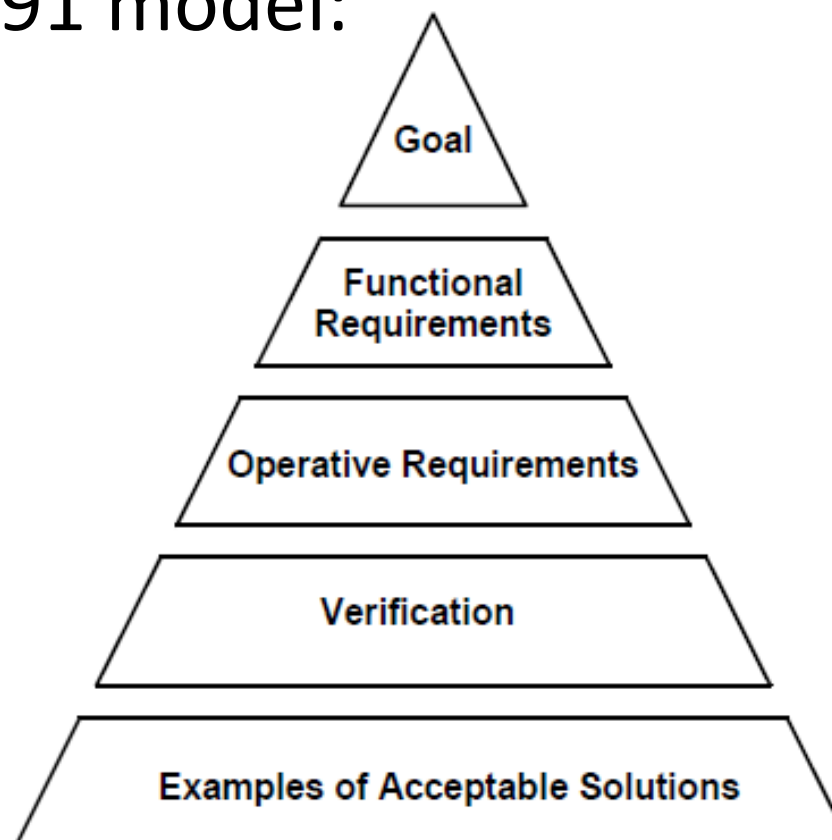 91 model:
Goal
Functional
Requirements
Operative Requirements
Verification
Examples of Acceptable Solutions